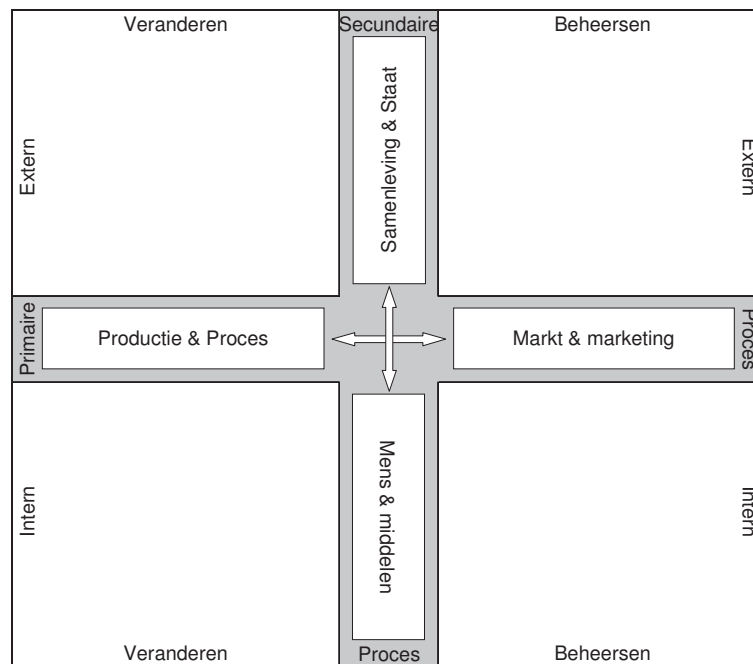 Veranderen
Secundaire
Beheersen
Extern
Samenleving & Staat
Extern
Primaire
Productie & Proces
Markt & marketing
Proces
Intern
Mens & middelen
Intern
Veranderen
Proces
Beheersen